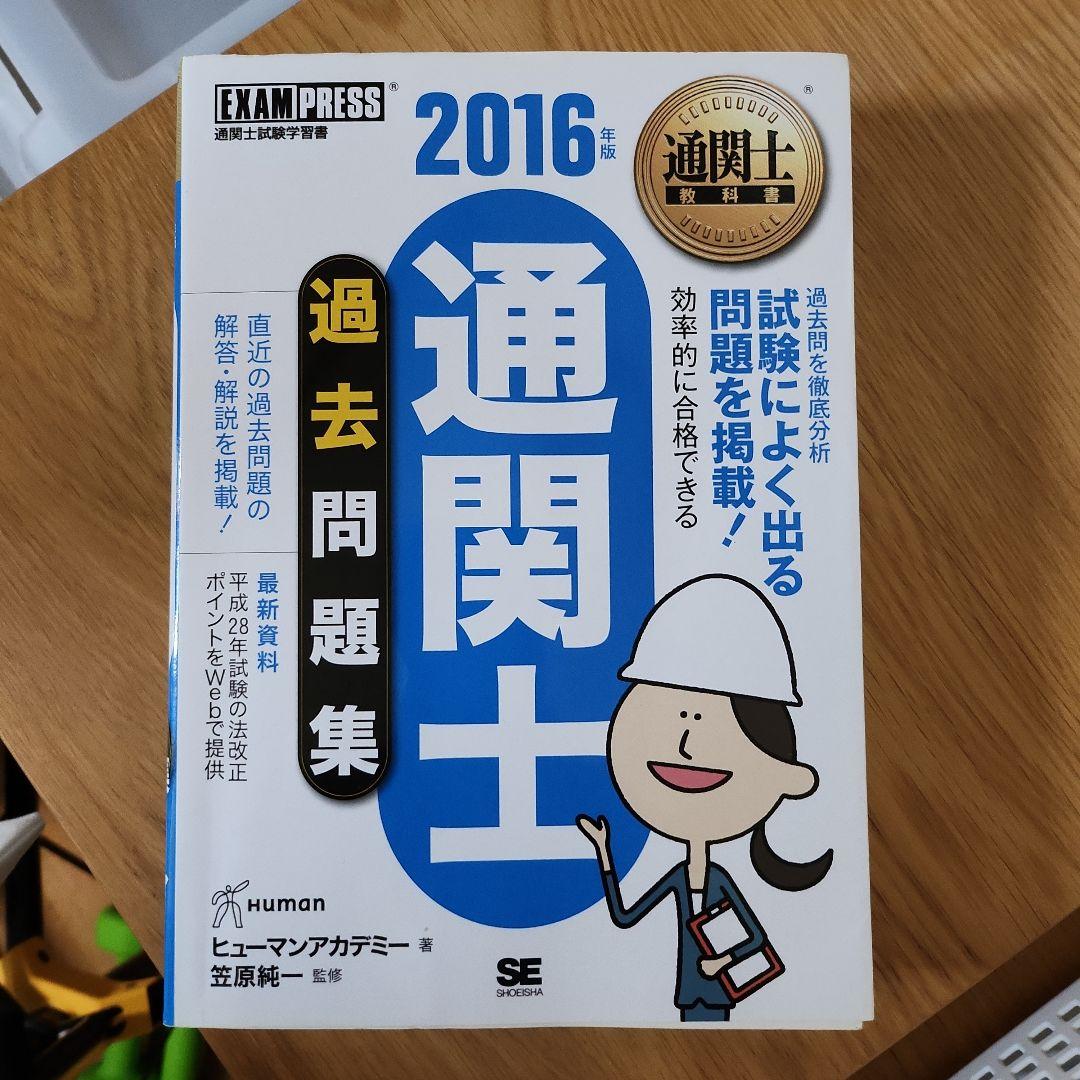 EXAMPRESS®
通関士試験学習書
2016年版
通関士
教科書
®
過去問を徹底分析
試験によく出る
問題を掲載！
効率的に合格できる
通関士
過去問題集
直近の過去問題の
解答・解説を掲載！
最新資料
平成28年試験の法改正
ポイントをWebで提供
Human
ヒューマンアカデミー 著
笠原純一 監修
SE
SHOEISHA